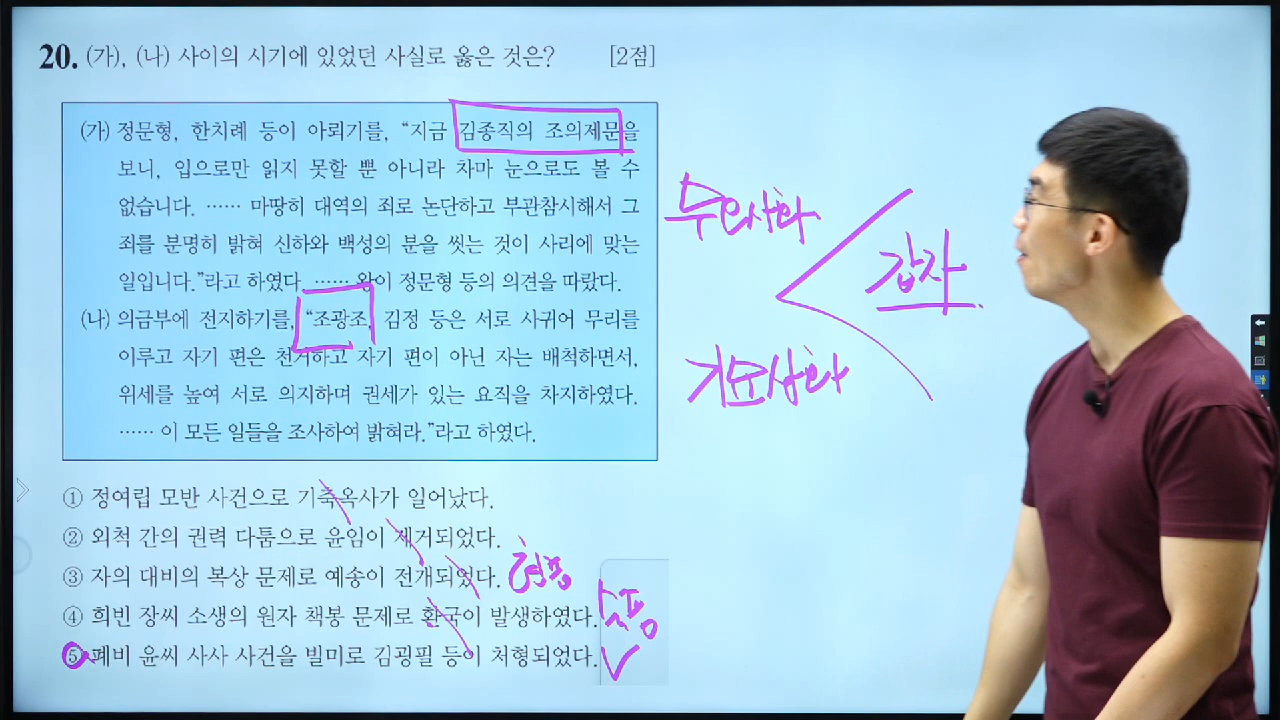 20. (가), (나) 사이의 시기에 있었던 사실로 옳은 것은? [2점]
(가) 정문형, 한치례 등이 아뢰기를, “지금 김종직의 조의제문을
보니, 입으로만 읽지 못할 뿐 아니라 차마 눈으로도 볼 수
없습니다. …… 마땅히 대역의 죄로 논단하고 부관참시해서 그
죄를 분명히 밝혀 신하와 백성의 분을 씻는 것이 사리에 맞는
일입니다.”라고 하였다. …… 왕이 정문형 등의 의견을 따랐다.
(나) 의금부에 전지하기를, “조광조, 김정 등은 서로 사귀어 무리를
이루고 자기 편은 천거하고 자기 편이 아닌 자는 배척하면서,
위세를 높여 서로 의지하며 권세가 있는 요직을 차지하였다.
…… 이 모든 일들을 조사하여 밝혀라.”라고 하였다.
무오사화
갑자
기묘사화
① 정여립 모반 사건으로 기축옥사가 일어났다.
② 외척 간의 권력 다툼으로 윤임이 제거되었다.
③ 자의 대비의 복상 문제로 예송이 전개되었다. 현종
④ 희빈 장씨 소생의 원자 책봉 문제로 환국이 발생하였다. 숙종
⑤ 폐비 윤씨 사사 사건을 빌미로 김굉필 등이 처형되었다.